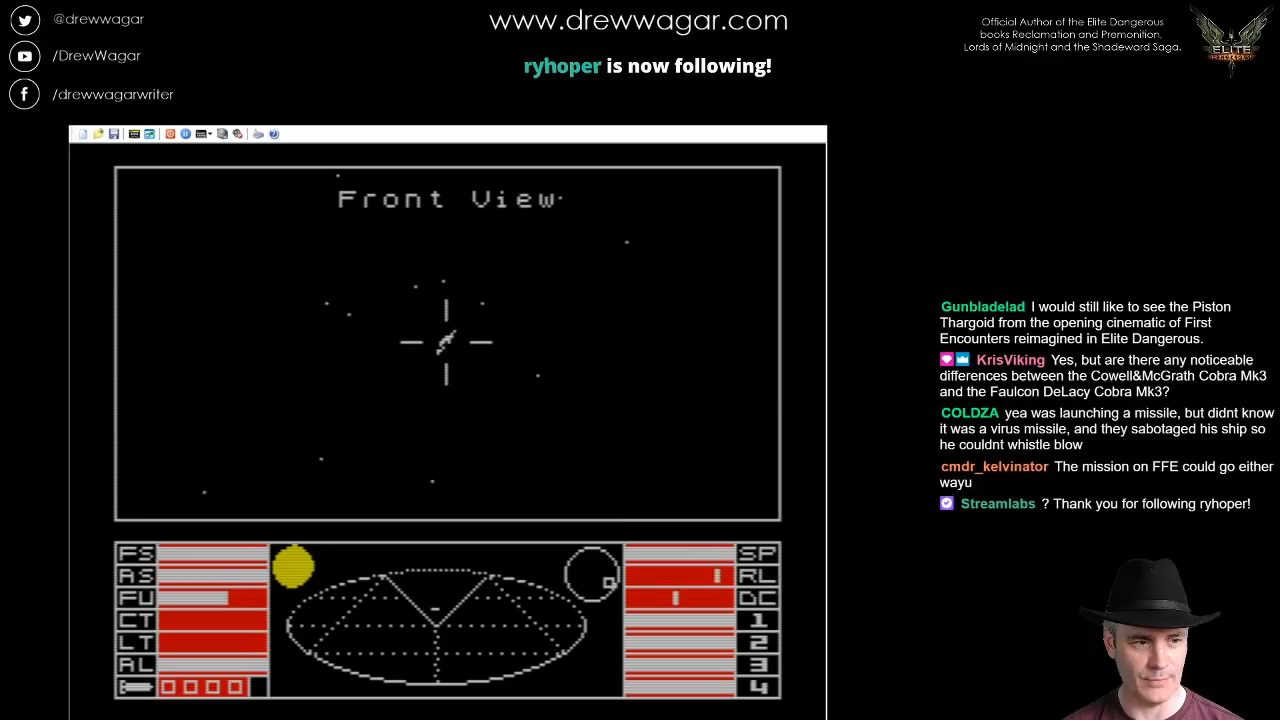 @drewwagar
/DrewWagar
/drewwagarwriter
www.drewwagar.com
ryhoper is now following!
Official Author of the Elite Dangerous
books Reclamation and Premonition,
Lords of Midnight and the Shadeward Saga.
ELITE
DANGEROUS
Front View
FS
AS
FU
CT
LT
AL
SP
RL
DC
1
2
3
4
Gunbladelad I would still like to see the Piston
Thargoid from the opening cinematic of First
Encounters reimagined in Elite Dangerous.
KrisViking Yes, but are there any noticeable
differences between the Cowell&McGrath Cobra Mk3
and the Faulcon DeLacy Cobra Mk3?
COLDZA yea was launching a missile, but didnt know
it was a virus missile, and they sabotaged his ship so
he couldnt whistle blow
cmdr_kelvinator The mission on FFE could go either
wayu
Streamlabs ? Thank you for following ryhoper!